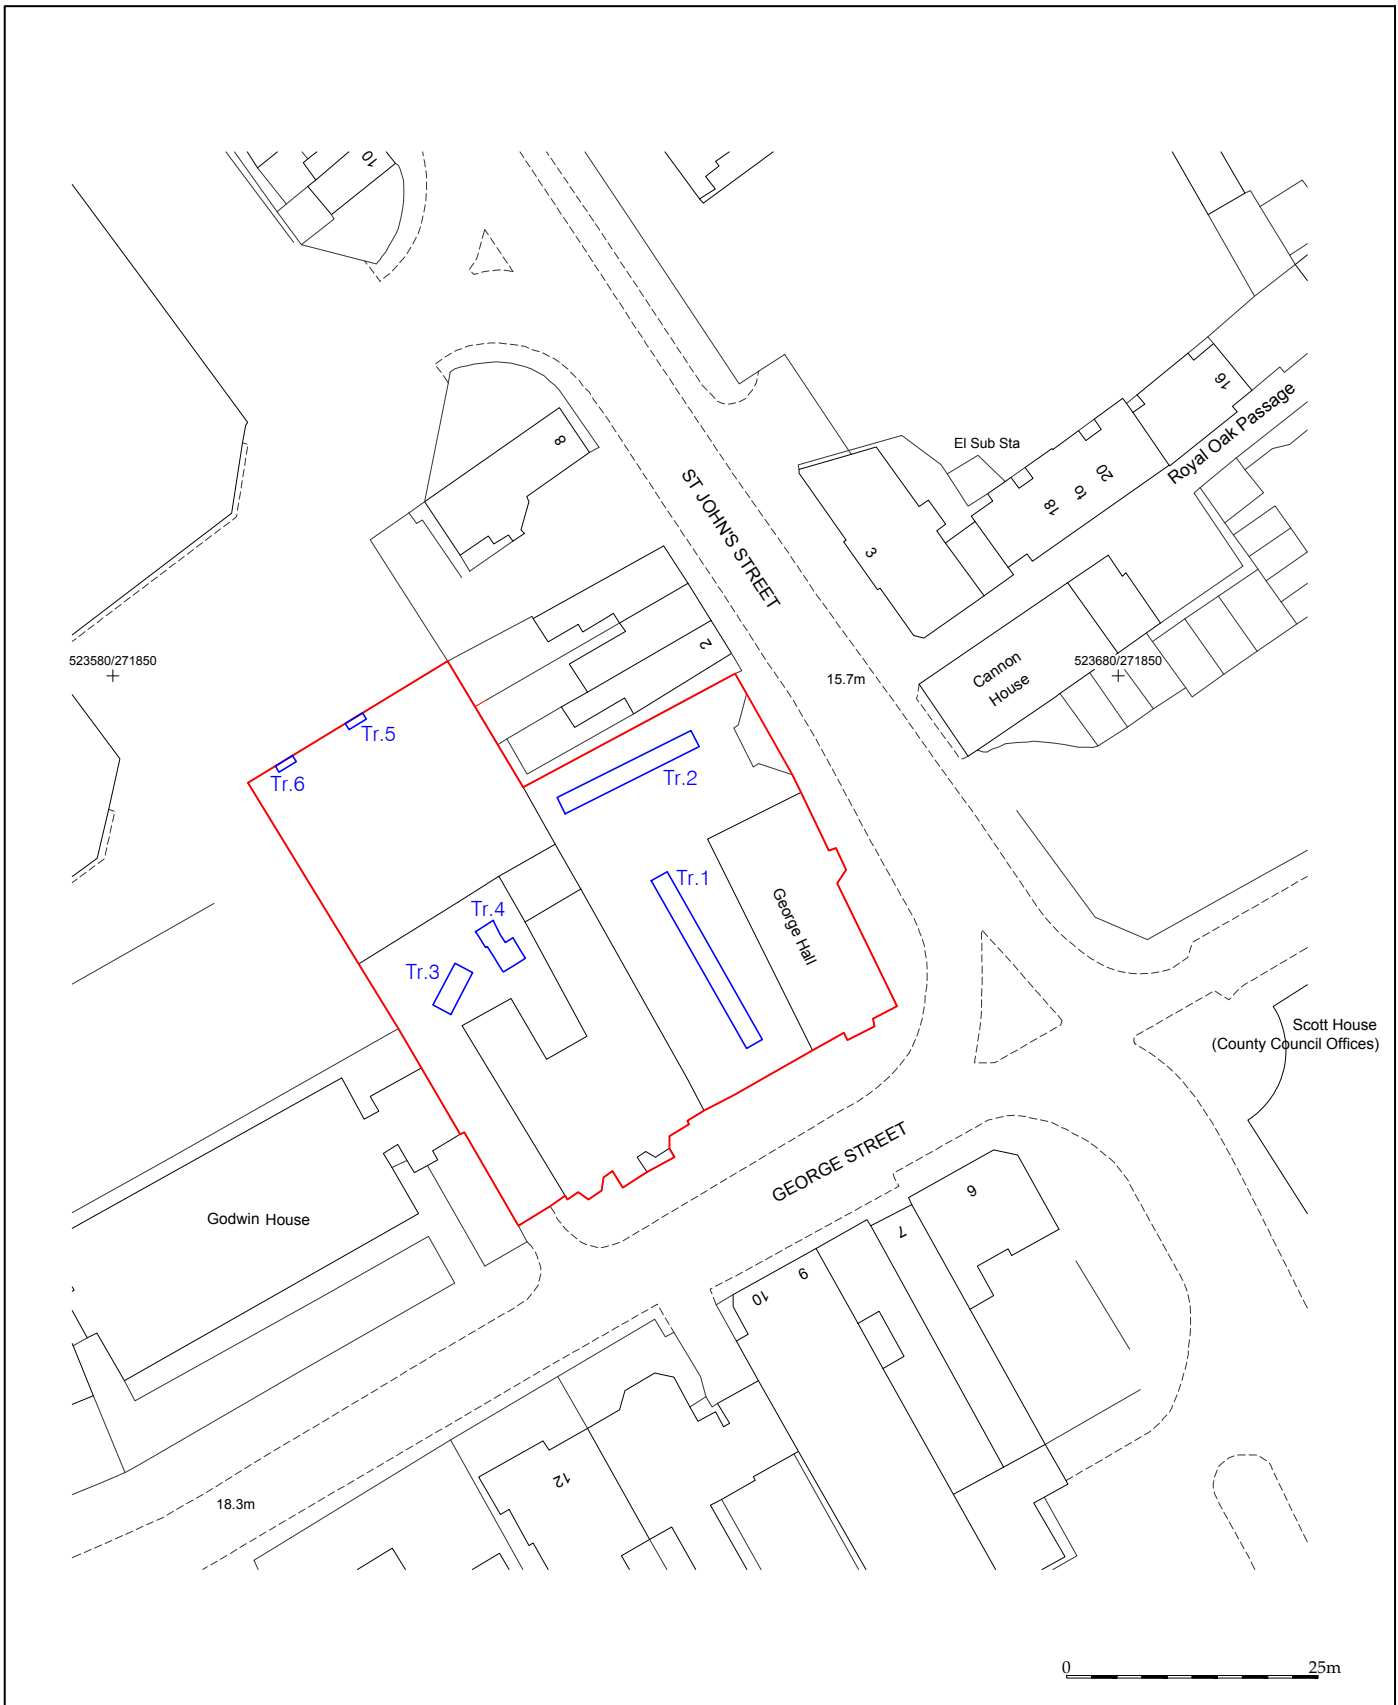 10
8
ST JOHN'S STREET
El Sub Sta
16
Royal Oak Passage
20
to
18
3
2
523580/271850
15.7m
Cannon
House
523680/271850
Tr.5
Tr.6
Tr.2
Tr.1
George Hall
Tr.4
Tr.3
Scott House
(County Council Offices)
GEORGE STREET
Godwin House
6
7
9
10
12
18.3m
0 25m